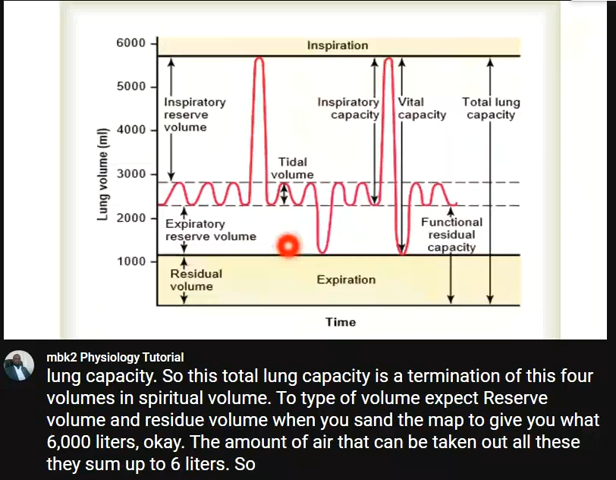 Inspiration
6000
5000
4000
3000
2000
1000
Lung volume (ml)
Inspiratory
reserve
volume
Inspiratory
capacity
Vital
capacity
Total lung
capacity
Tidal
volume
Expiratory
reserve volume
Functional
residual
capacity
Residual
volume
Expiration
Time
mbk2 Physiology Tutorial
lung capacity. So this total lung capacity is a termination of this four
volumes in spiritual volume. To type of volume expect Reserve
volume and residue volume when you sand the map to give you what
6,000 liters, okay. The amount of air that can be taken out all these
they sum up to 6 liters. So